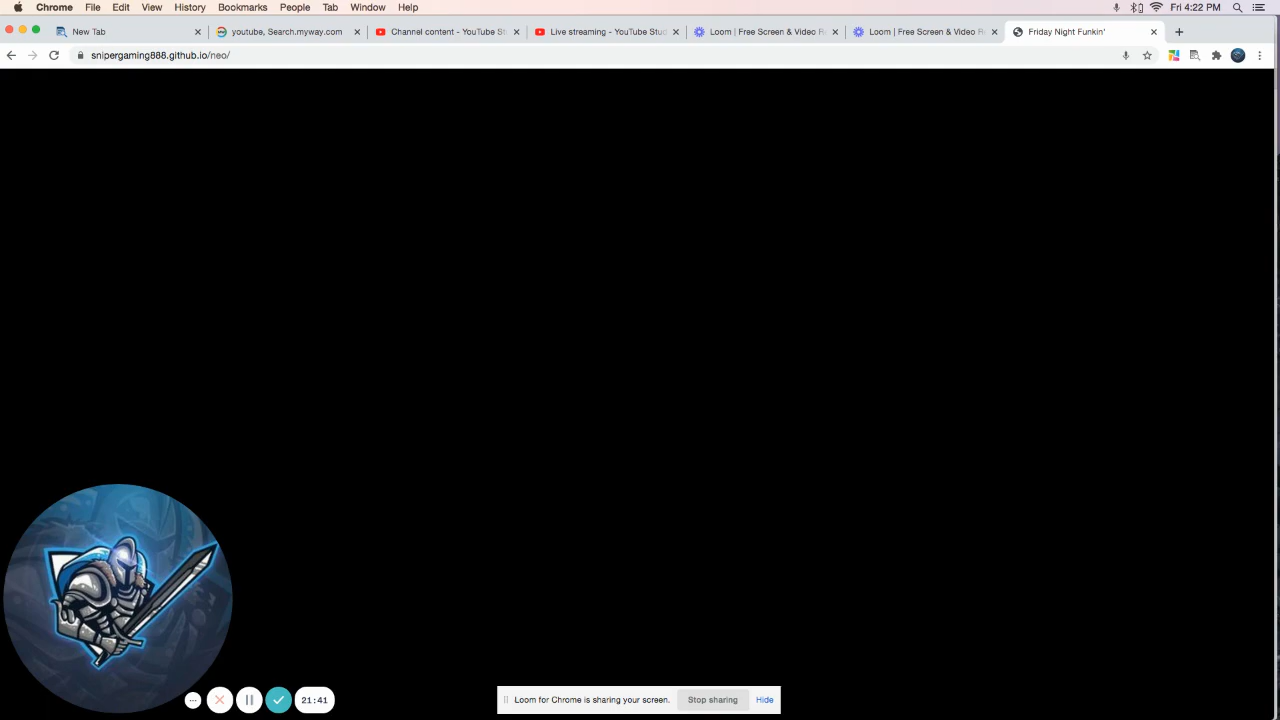 Chrome File Edit View History Bookmarks People Tab Window Help Fri 4:22 PM
New Tab youtube, Search.myway.com Channel content - YouTube St Live streaming - YouTube Stud Loom | Free Screen & Video R Loom | Free Screen & Video R Friday Night Funkin'
snipergaming888.github.io/neo/
21:41 Loom for Chrome is sharing your screen. Stop sharing Hide